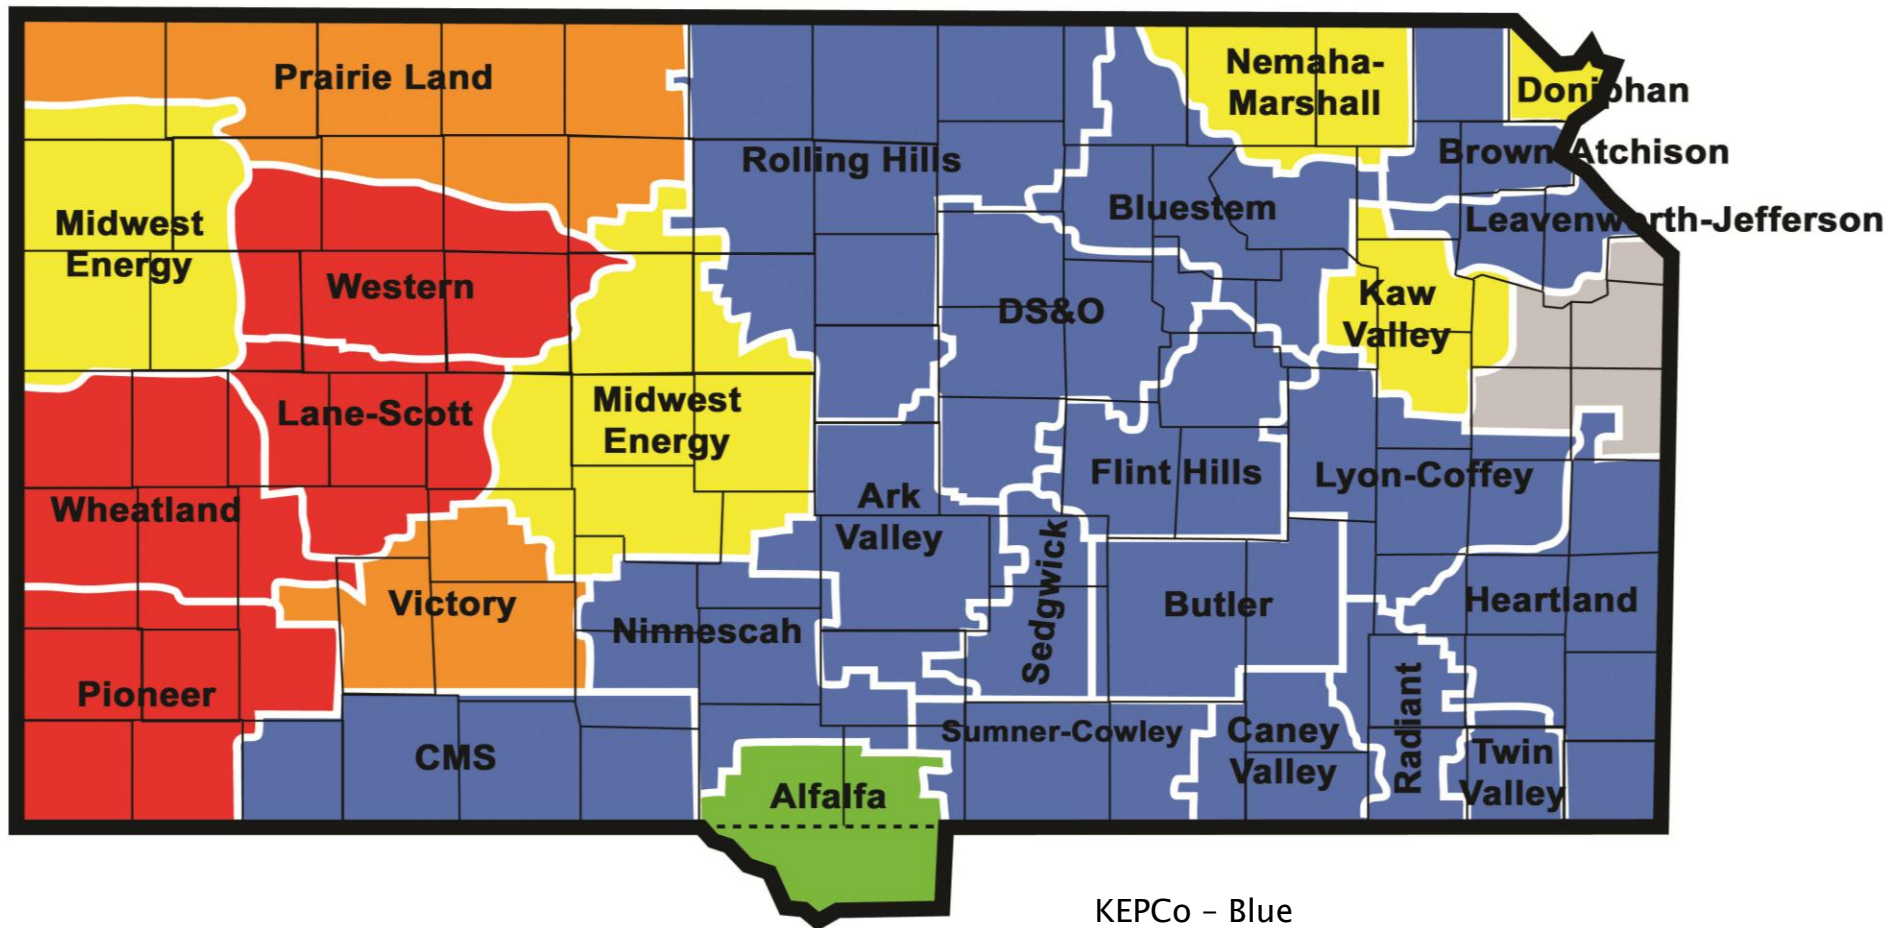 Prairie Land
Nemaha-
Marshall
Doniphan
Rolling Hills
Brown-Atchison
Midwest
Energy
Bluestem
Leavenworth-Jefferson
Western
DS&O
Kaw
Valley
Lane-Scott
Midwest
Energy
Wheatland
Ark
Valley
Flint Hills
Lyon-Coffey
Victory
Ninnescah
Sedgwick
Butler
Heartland
Pioneer
CMS
Sumner-Cowley
Caney
Valley
Radiant
Twin
Valley
Alfalfa
KEPCo – Blue